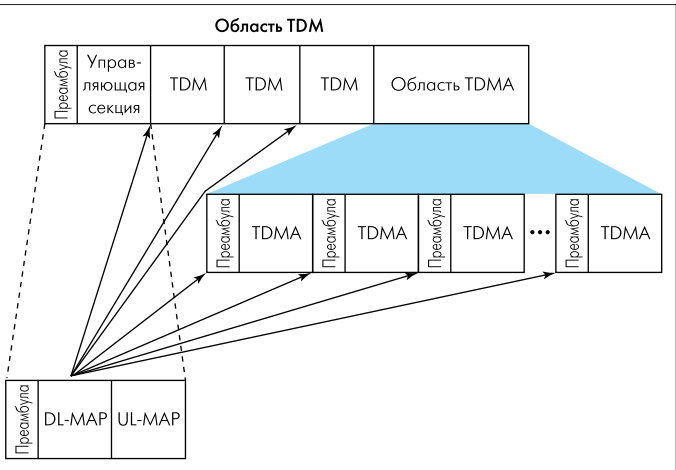 Область TDM
Преамбула
Управ-
ляющая
секция
TDM
TDM
TDM
Область TDMA
Преамбула
TDMA
Преамбула
TDMA
Преамбула
TDMA
•••
Преамбула
TDMA
Преамбула
DL-MAP
UL-MAP